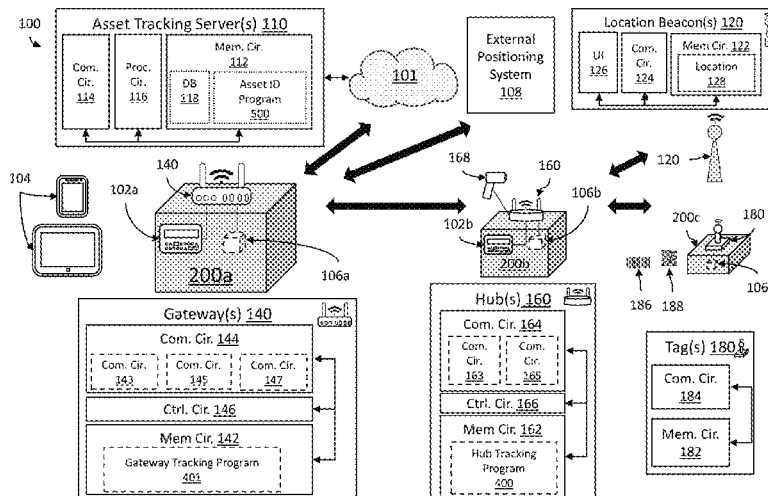 100
Asset Tracking Server(s) 110
Com. Cir. 114
Proc. Cir. 116
Mem. Cir. 112
DB 118
Asset ID Program 500
101
External Positioning System 108
Location Beacon(s) 120
UI 126
Com. Cir. 124
Mem Cir. 122
Location 128
104
102a
140
200a
106a
168
160
102b
106b
200b
120
200c
180
186
188
106
Gateway(s) 140
Com. Cir. 144
Com. Cir. 143
Com. Cir. 145
Com. Cir. 147
Ctrl. Cir. 146
Mem Cir. 142
Gateway Tracking Program
401
Hub(s) 160
Com. Cir. 164
Com. Cir. 163
Com. Cir. 165
Ctrl. Cir. 166
Mem Cir. 162
Hub Tracking Program
400
Tag(s) 180
Com. Cir.
184
Mem. Cir.
182